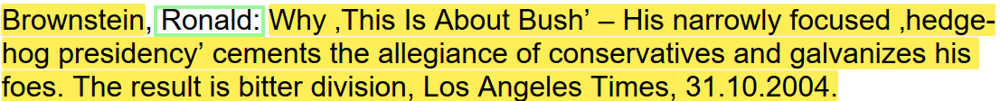 Brownstein, Ronald: Why ‚This Is About Bush’ – His narrowly focused ‚hedge-
hog presidency’ cements the allegiance of conservatives and galvanizes his
foes. The result is bitter division, Los Angeles Times, 31.10.2004.